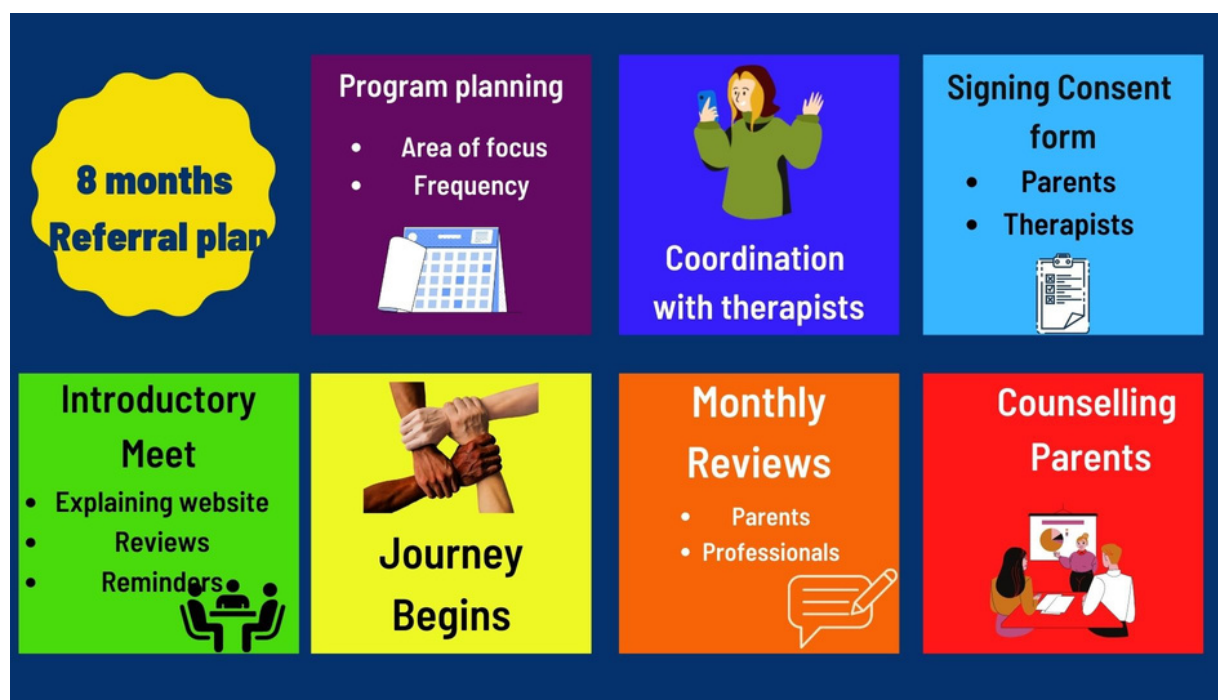 8 months
Referral plan
Program planning
• Area of focus
• Frequency
Coordination
with therapists
Signing Consent
form
• Parents
• Therapists
Introductory
Meet
• Explaining website
• Reviews
• Reminders
Journey
Begins
Monthly
Reviews
• Parents
• Professionals
Counselling
Parents